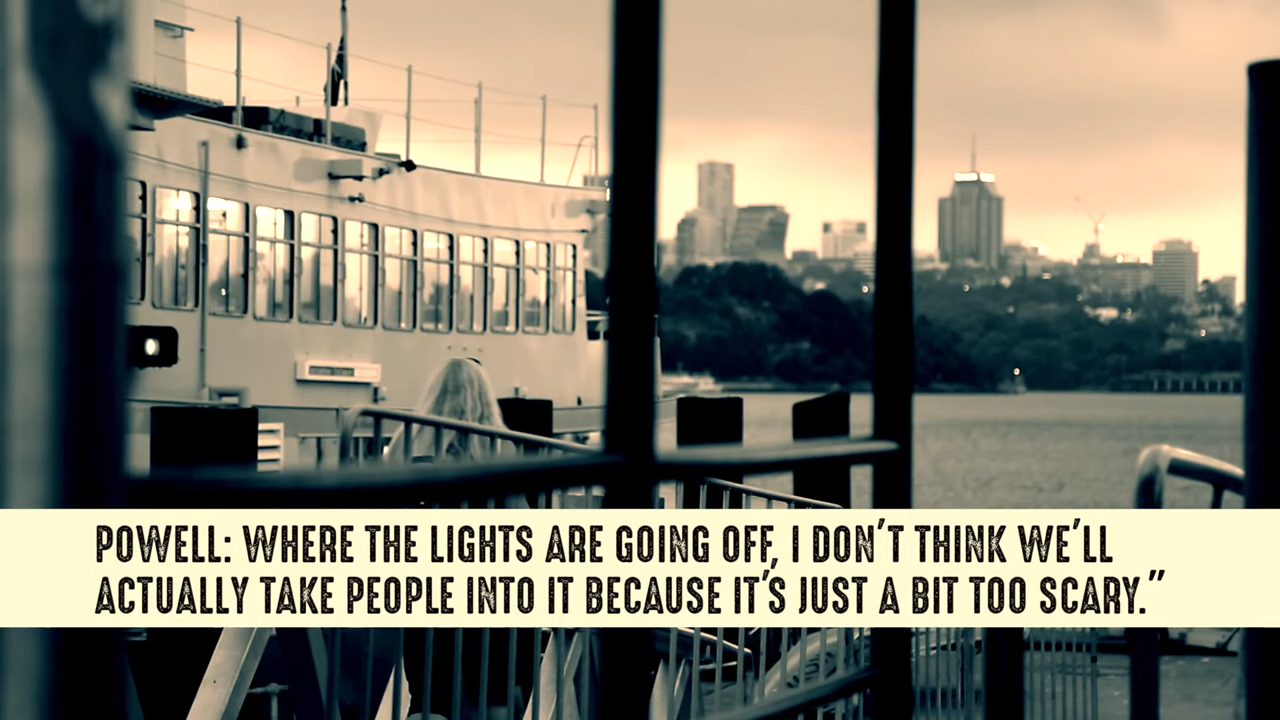 POWELL: WHERE THE LIGHTS ARE GOING OFF, I DON'T THINK WE'LL
ACTUALLY TAKE PEOPLE INTO IT BECAUSE IT'S JUST A BIT TOO SCARY.”